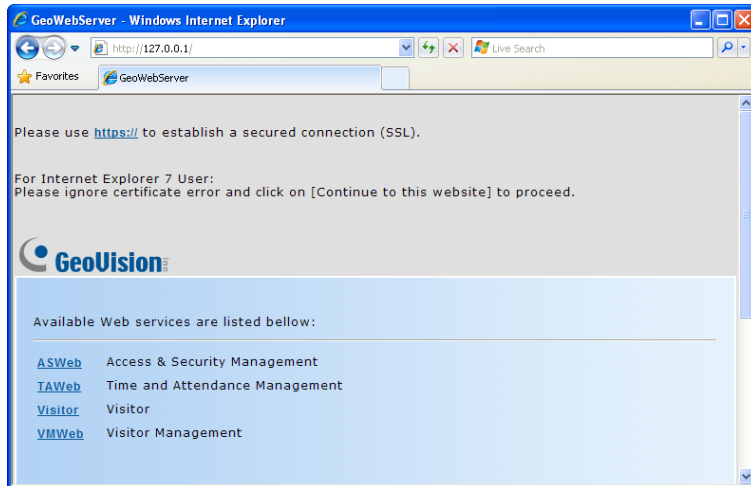 GeoWebServer - Windows Internet Explorer
http://127.0.0.1/
Live Search
Favorites
GeoWebServer
Please use https:// to establish a secured connection (SSL).
For Internet Explorer 7 User:
Please ignore certificate error and click on [Continue to this website] to proceed.
GeoVision
Available Web services are listed bellow:
ASWeb Access & Security Management
TAWeb Time and Attendance Management
Visitor Visitor
VMWeb Visitor Management